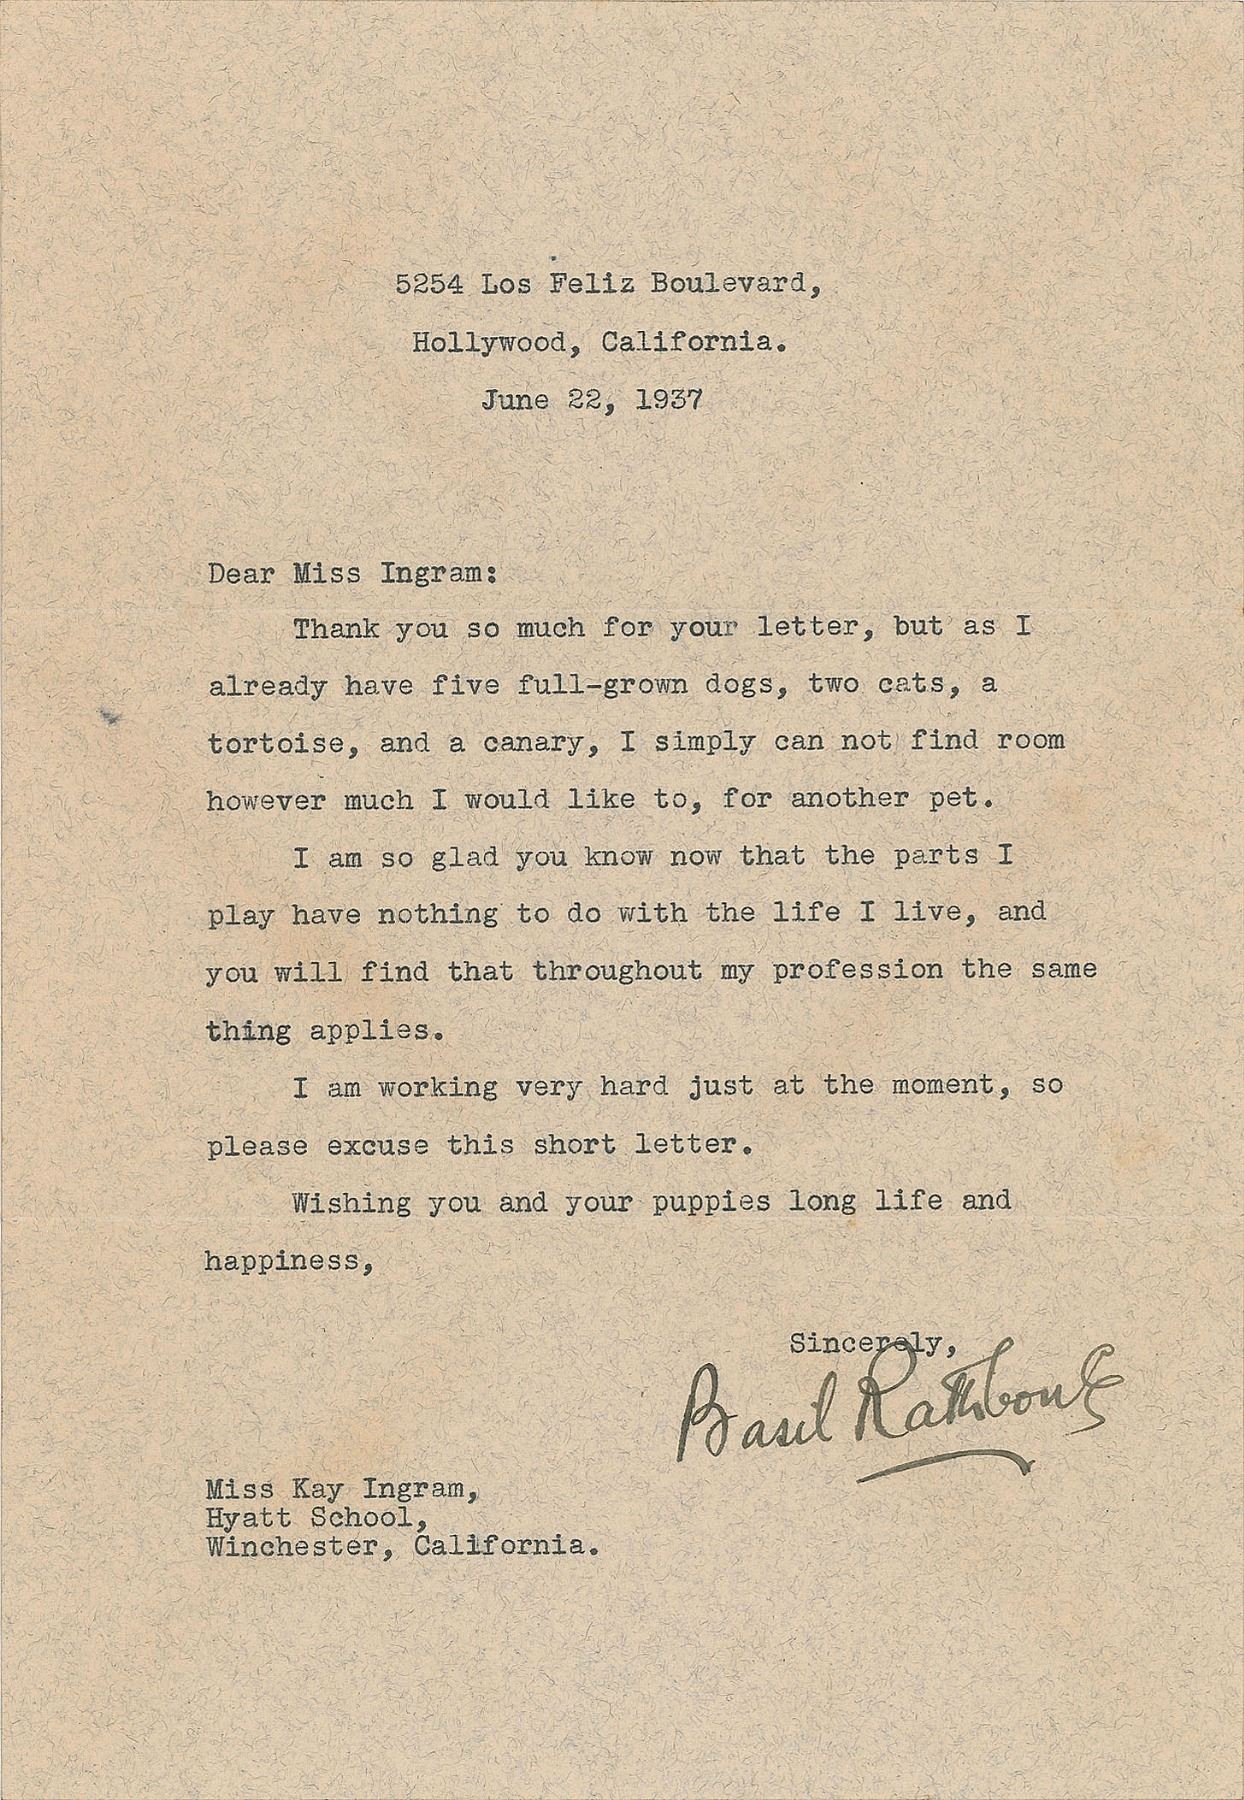 5254 Los Feliz Boulevard,
Hollywood, California.
June 22, 1937
Dear Miss Ingram:
Thank you so much for your letter, but as I
already have five full-grown dogs, two cats, a
tortoise, and a canary, I simply can not find room
however much I would like to, for another pet.
I am so glad you know now that the parts I
play have nothing to do with the life I live, and
you will find that throughout my profession the same
thing applies.
I am working very hard just at the moment, so
please excuse this short letter.
Wishing you and your puppies long life and
happiness,
Sincerely,
Basil Rathbone
Miss Kay Ingram,
Hyatt School,
Winchester, California.